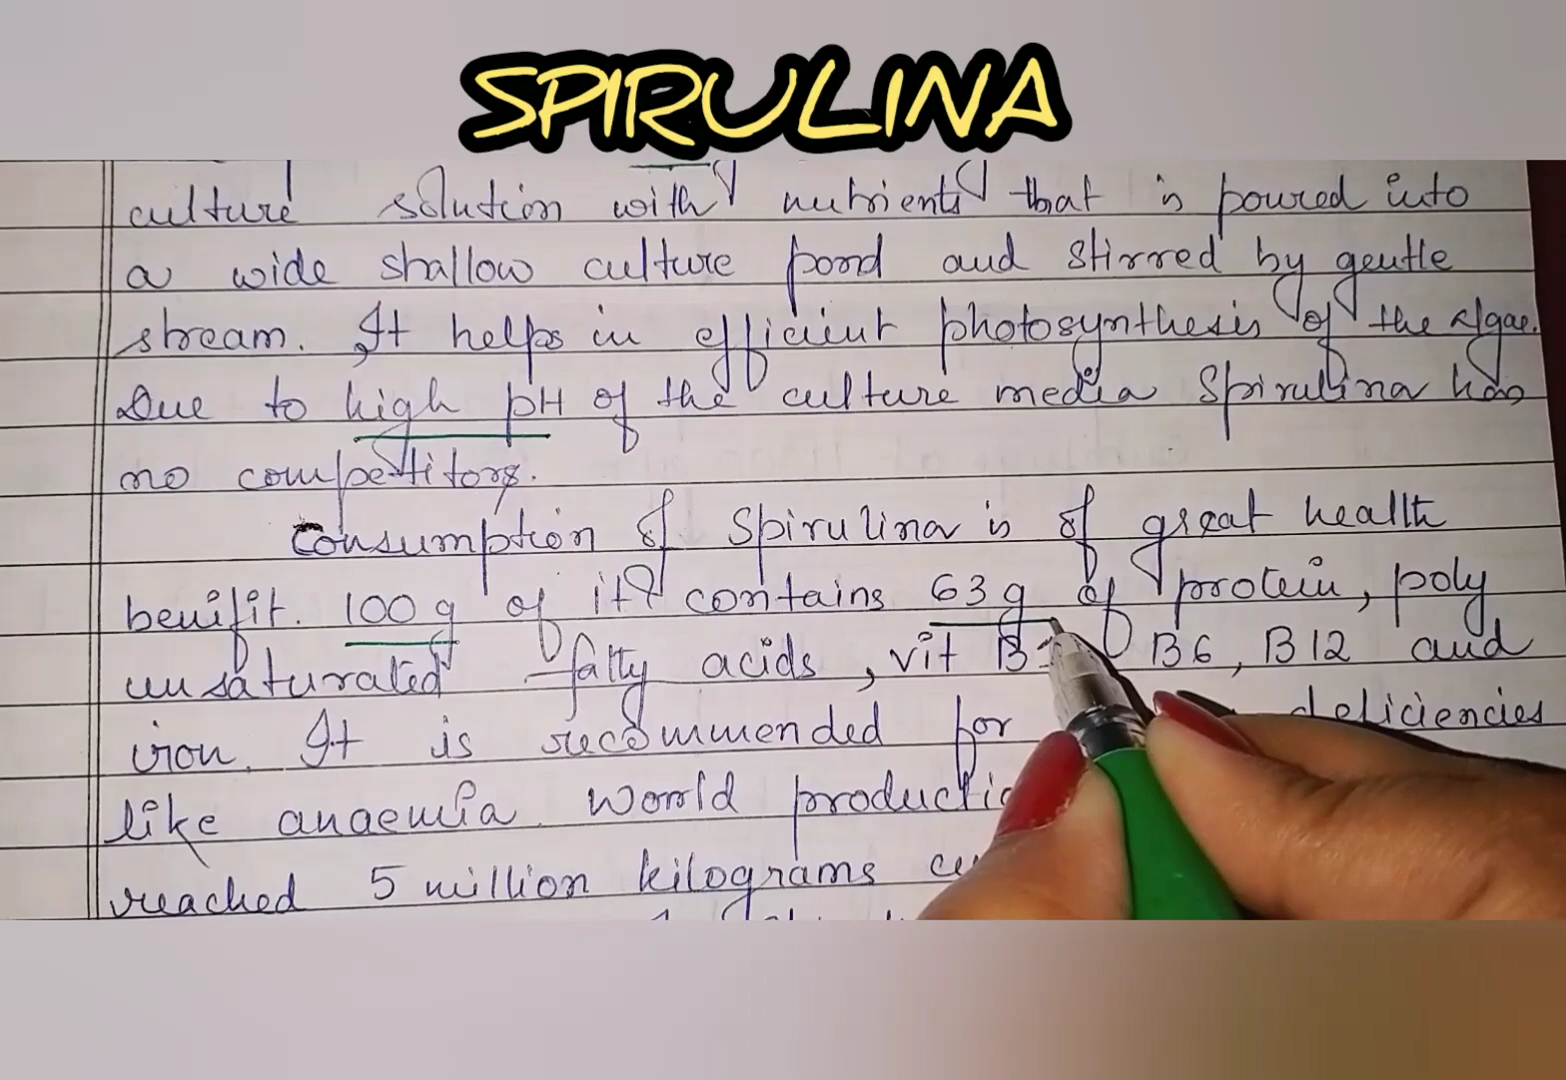 SPIRULINA
culture solution with nutrients that is poured into
a wide shallow culture pond and stirred by gentle
stream. It helps in efficient photosynthesis of the algae.
Due to high pH of the culture media Spirulina has
no competitors.
Consumption of Spirulina is of great health
benifit. 100g of it contains 63g of protein, poly
unsaturated fatty acids, vit B6, B12 and
iron. It is recommended for deficiencies
like anaemia. World
reached 5 million kilograms